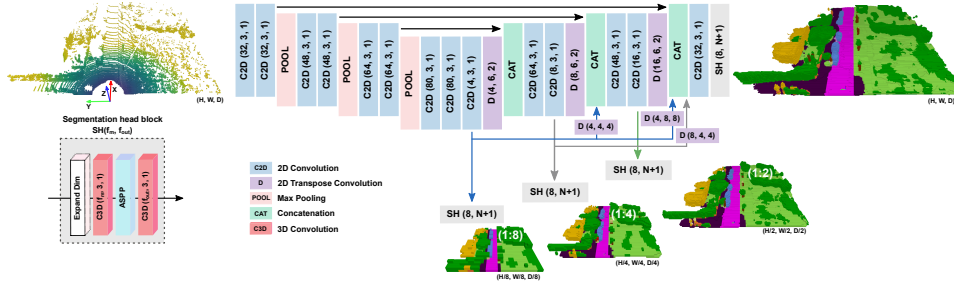 C2D (32, 3, 1)
C2D (32, 3, 1)
POOL
C2D (48, 3, 1)
C2D (48, 3, 1)
POOL
C2D (64, 3, 1)
C2D (64, 3, 1)
POOL
C2D (80, 3, 1)
C2D (80, 3, 1)
C2D (4, 3, 1)
D (4, 6, 2)
CAT
C2D (64, 3, 1)
C2D (8, 3, 1)
D (8, 6, 2)
CAT
C2D (48, 3, 1)
C2D (16, 3, 1)
D (16, 6, 2)
CAT
C2D (32, 3, 1)
SH (8, N+1)
(H, W, D)
Z
X
Y
(H, W, D)
D (4, 4, 4)
D (4, 8, 8)
D (8, 4, 4)
Segmentation head block
SH(fin, fout)
Expand Dim
C3D (fin, 3, 1)
ASPP
C3D (fout, 3, 1)
C2D 2D Convolution
D 2D Transpose Convolution
POOL Max Pooling
CAT Concatenation
C3D 3D Convolution
SH (8, N+1)
SH (8, N+1)
SH (8, N+1)
(1:8)
(H/8, W/8, D/8)
(1:4)
(H/4, W/4, D/4)
(1:2)
(H/2, W/2, D/2)